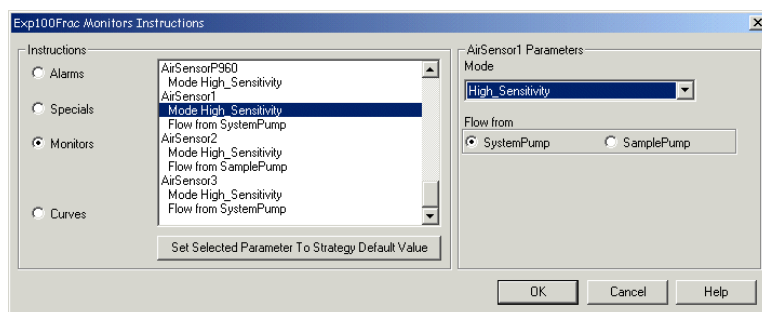 Exp100Frac Monitors Instructions
Instructions
Alarms
Specials
Monitors
Curves
AirSensorP960
Mode High_Sensitivity
AirSensor1
Mode High_Sensitivity
Flow from SystemPump
AirSensor2
Mode High_Sensitivity
Flow from SamplePump
AirSensor3
Mode High_Sensitivity
Flow from SystemPump
Set Selected Parameter To Strategy Default Value
AirSensor1 Parameters
Mode
High_Sensitivity
Flow from
SystemPump SamplePump
OK Cancel Help